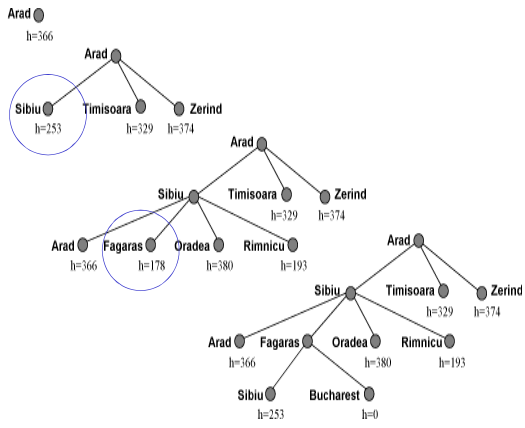 Arad
h=366
Arad
Sibiu Timisoara Zerind
h=253 h=329 h=374
Arad
Sibiu Timisoara Zerind
h=329 h=374
Arad Fagaras Oradea Rimnicu
h=366 h=178 h=380 h=193
Arad
Sibiu Timisoara Zerind
h=329 h=374
Arad Fagaras Oradea Rimnicu
h=366 h=380 h=193
Sibiu Bucharest
h=253 h=0